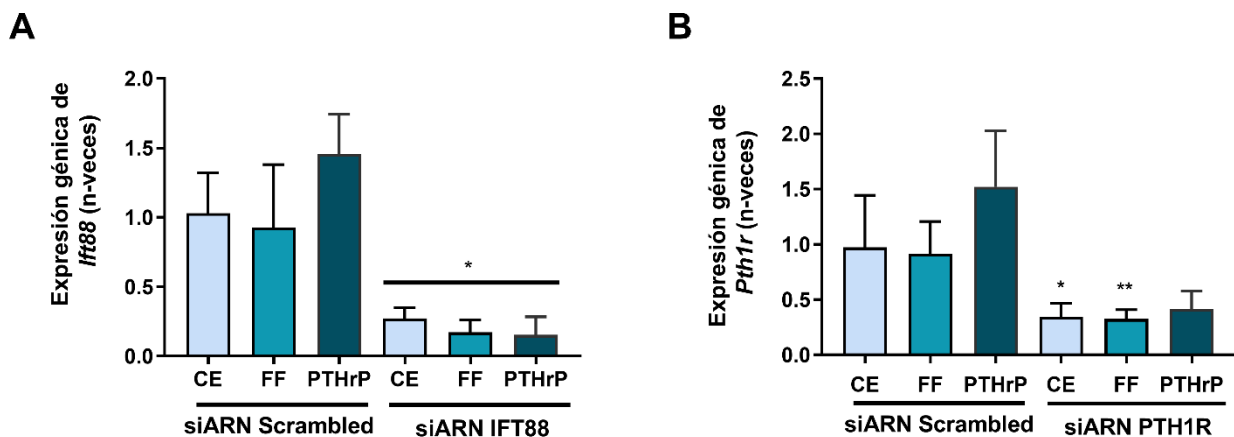 A
Expresión génica de
Ift88 (n-veces)
2.0
1.5
1.0
0.5
0.0
*
CE FF PTHrP CE FF PTHrP
siARN Scrambled siARN IFT88
B
Expresión génica de
Pth1r (n-veces)
2.5
2.0
1.5
1.0
0.5
0.0
* **
CE FF PTHrP CE FF PTHrP
siARN Scrambled siARN PTH1R